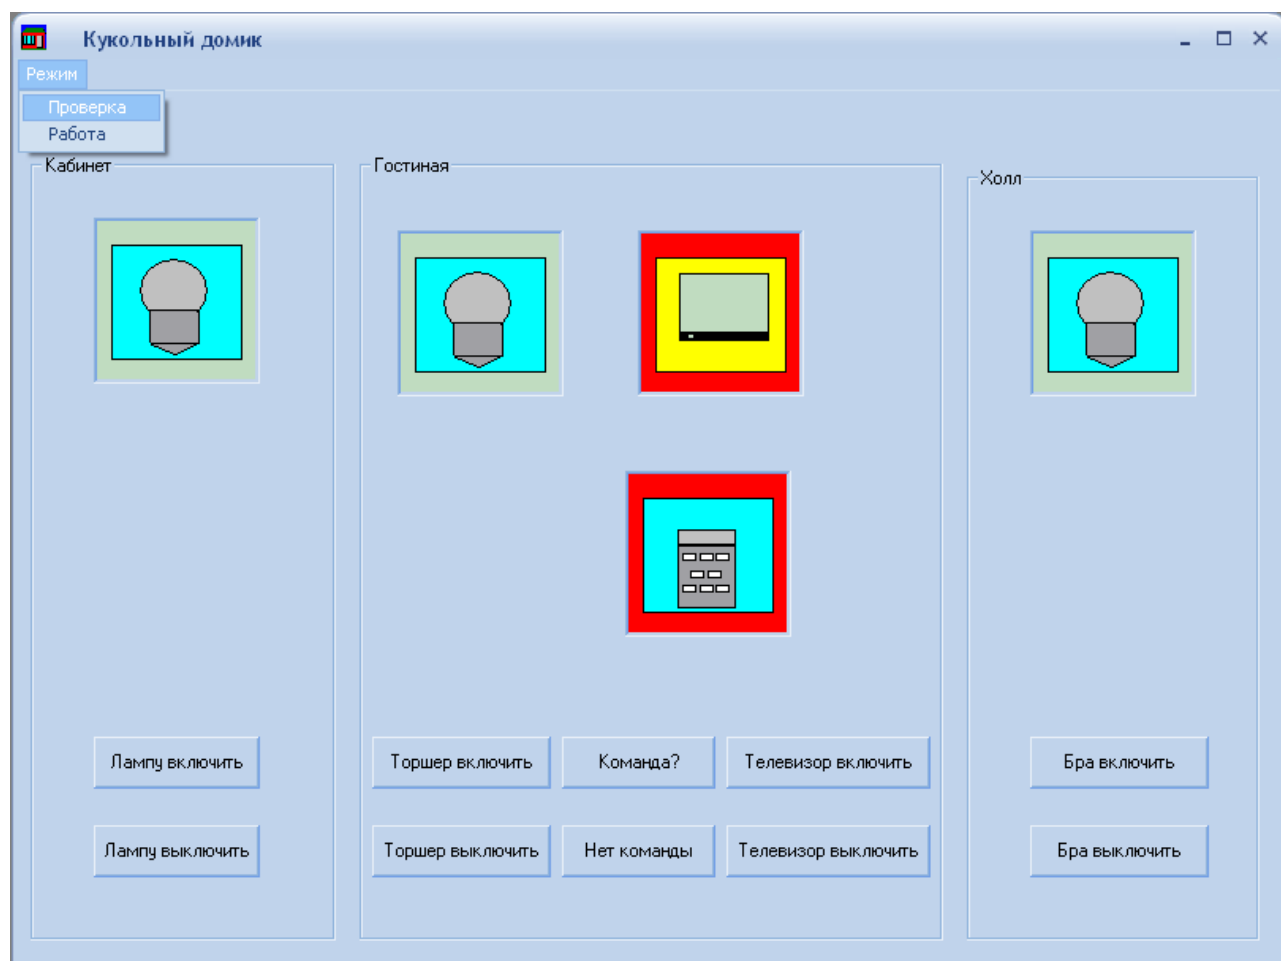 Кукольный домик
Режим
Проверка
Работа
Кабинет
Гостиная
Холл
Лампу включить
Торшер включить
Команда?
Телевизор включить
Бра включить
Лампу выключить
Торшер выключить
Нет команды
Телевизор выключить
Бра выключить